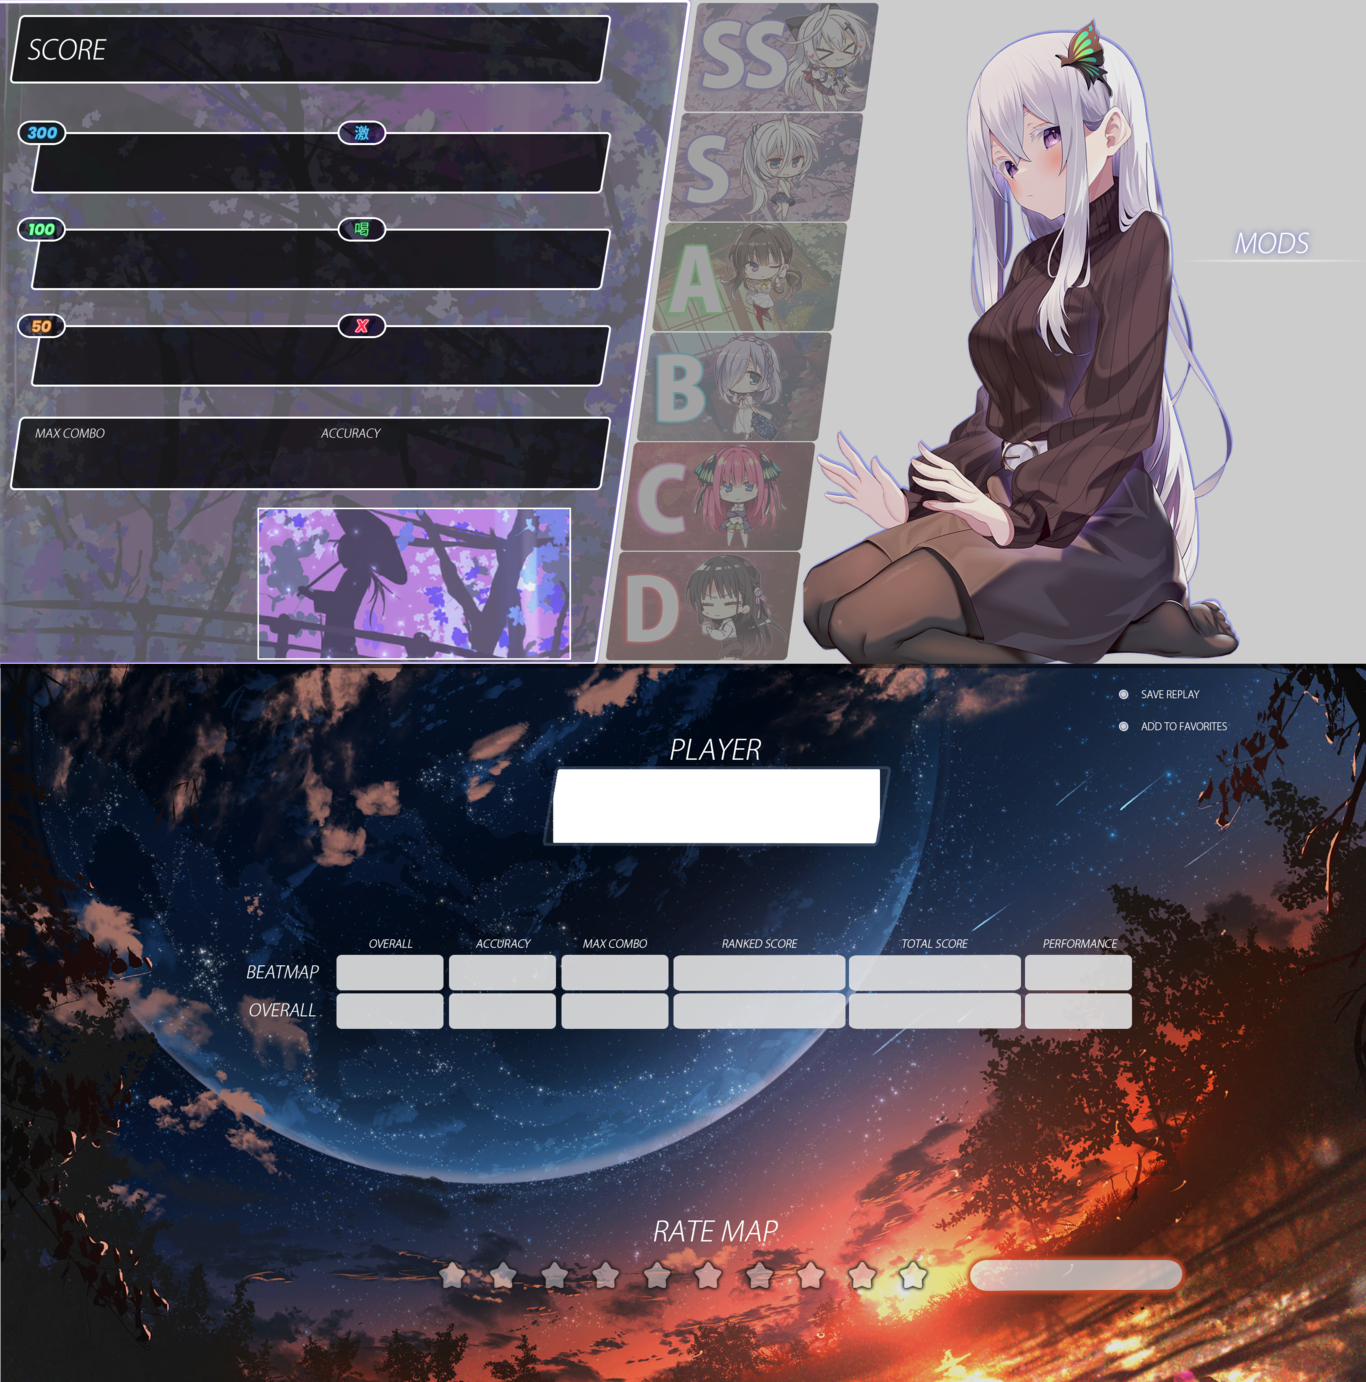 SCORE
300 激
100 喝
50 X
MAX COMBO ACCURACY
SS
S
A
B
C
D
MODS
SAVE REPLAY
ADD TO FAVORITES
PLAYER
OVERALL ACCURACY MAX COMBO RANKED SCORE TOTAL SCORE PERFORMANCE
BEATMAP
OVERALL
RATE MAP